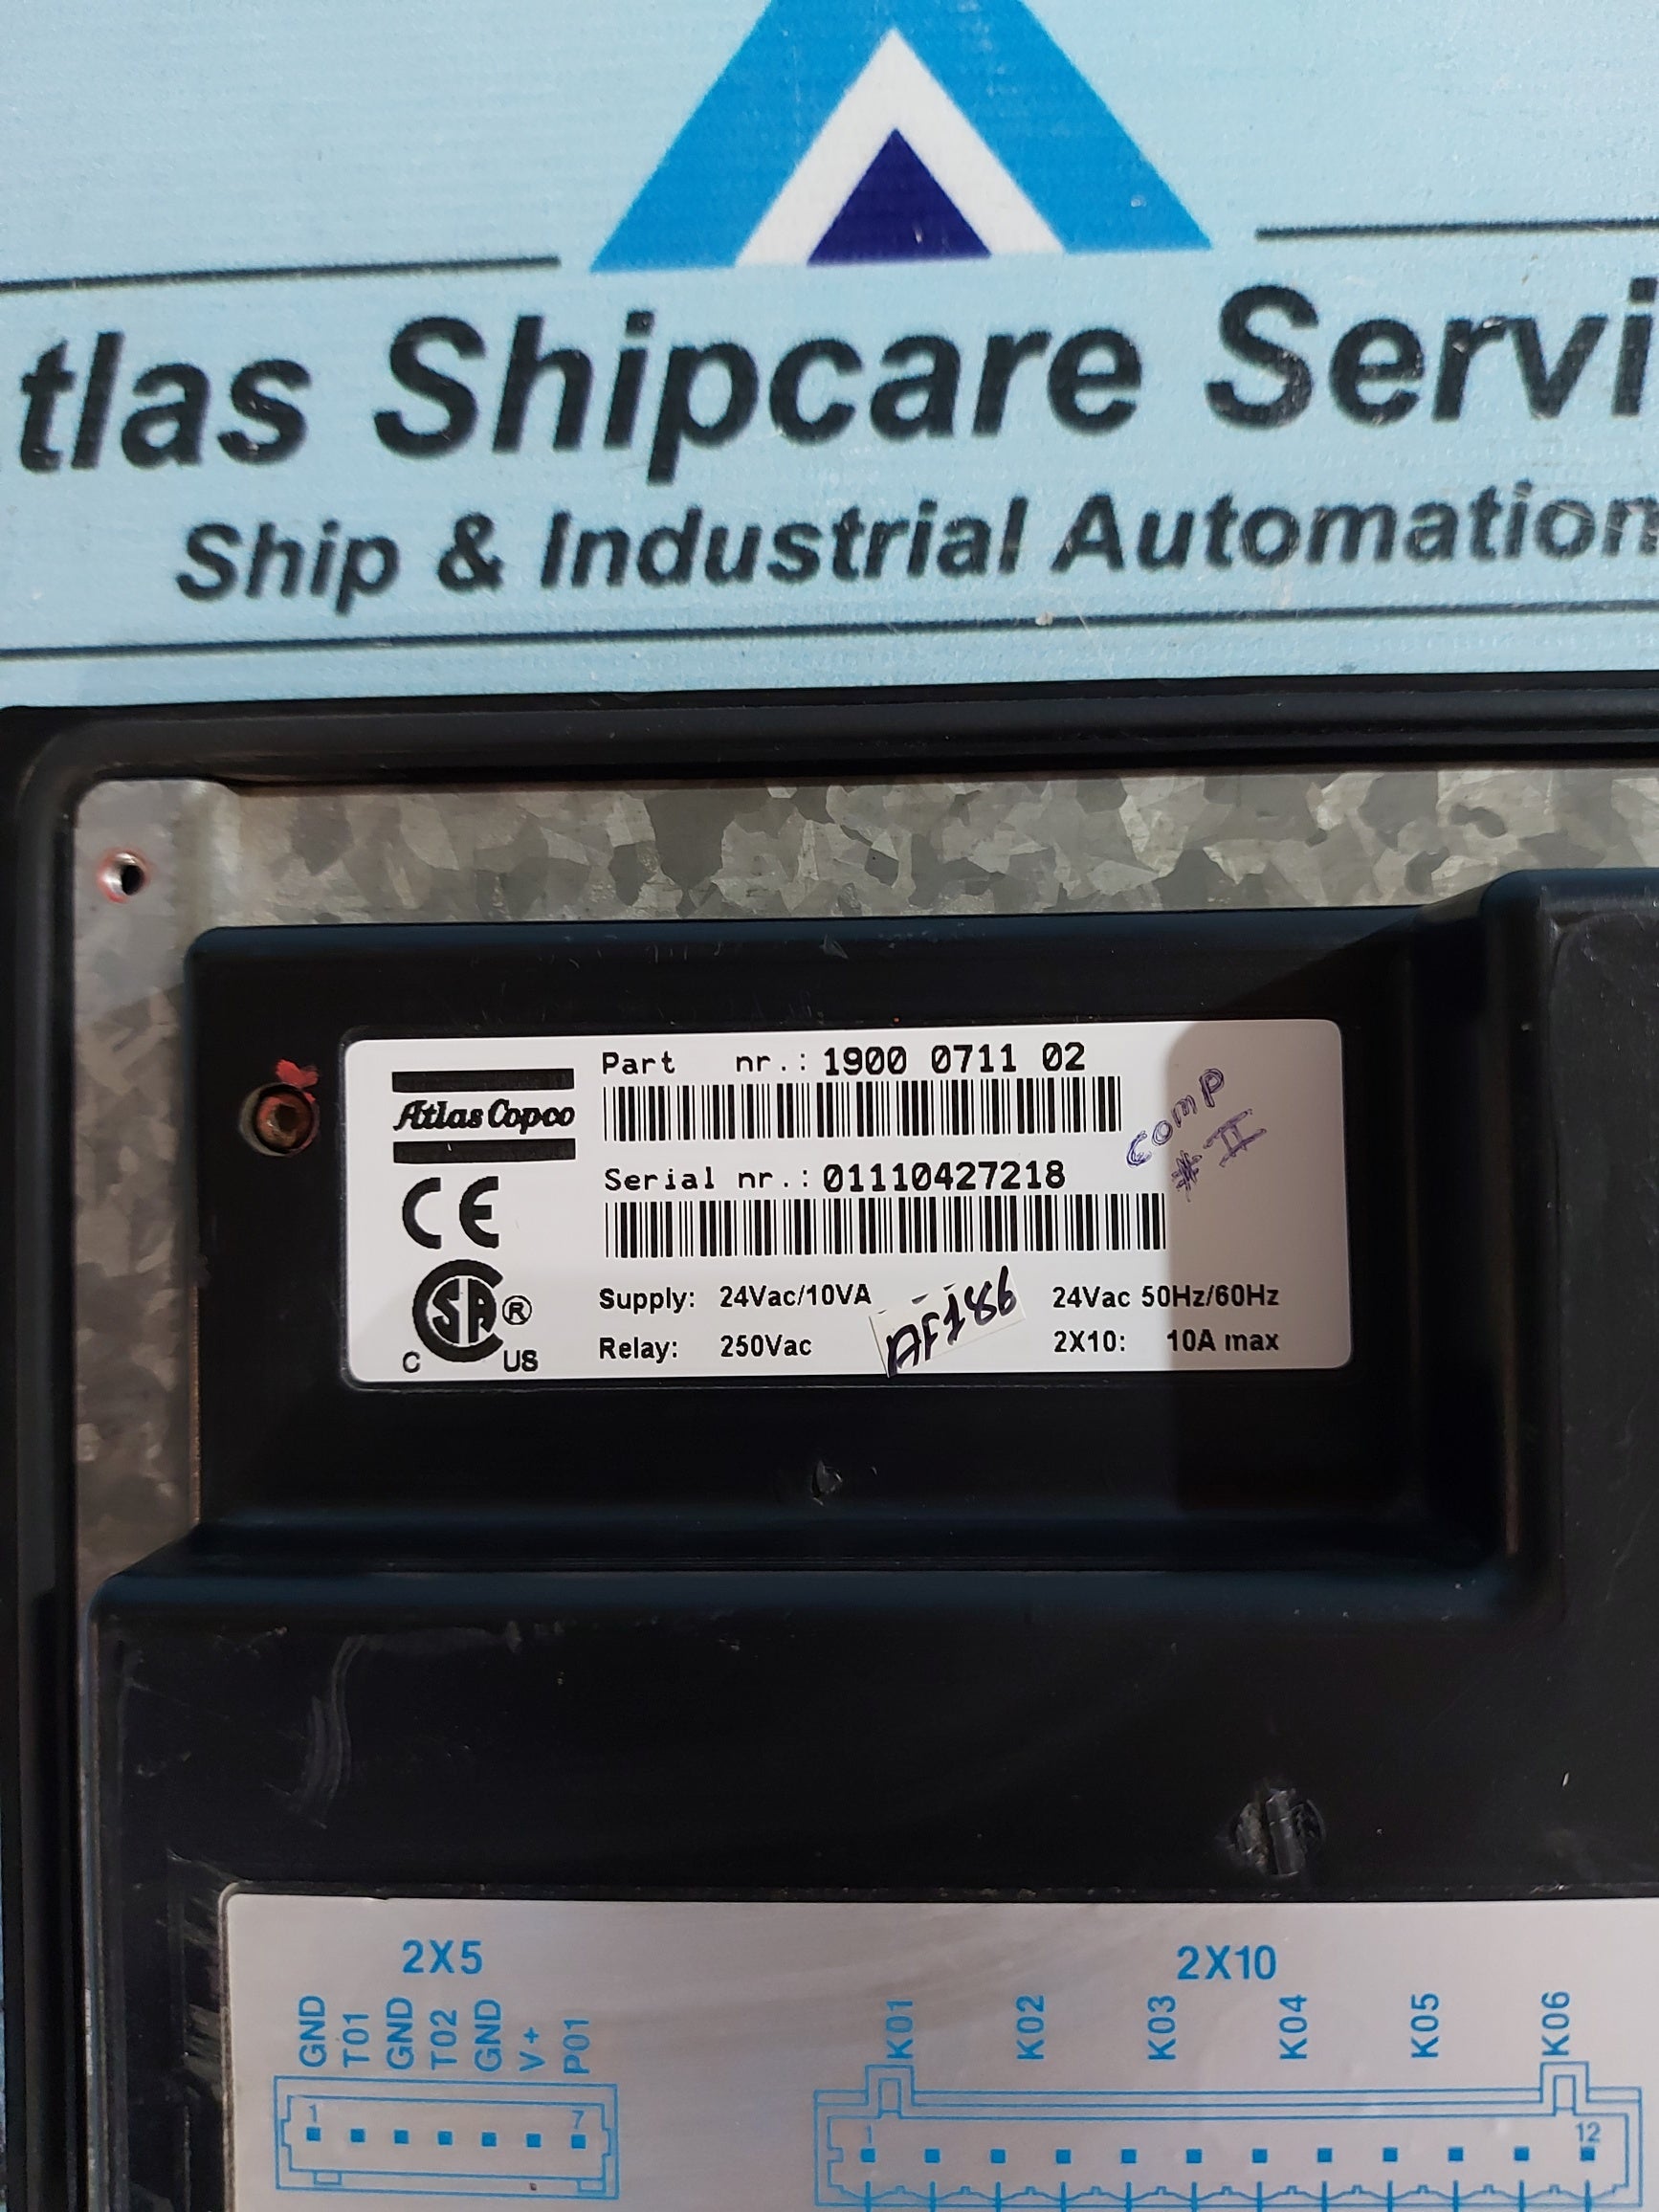 tlas Shipcare Servi
Ship & Industrial Automation
Part nr.: 1900 0711 02
Atlas Copco
comp
# II
Serial nr.: 01110427218
CE
SA ®
C US
Supply: 24Vac/10VA 24Vac 50Hz/60Hz
AF186
Relay: 250Vac 2X10: 10A max
2X5
GND T01 GND T02 GND V+ P01
1 7
2X10
K01 K02 K03 K04 K05 K06
1 12